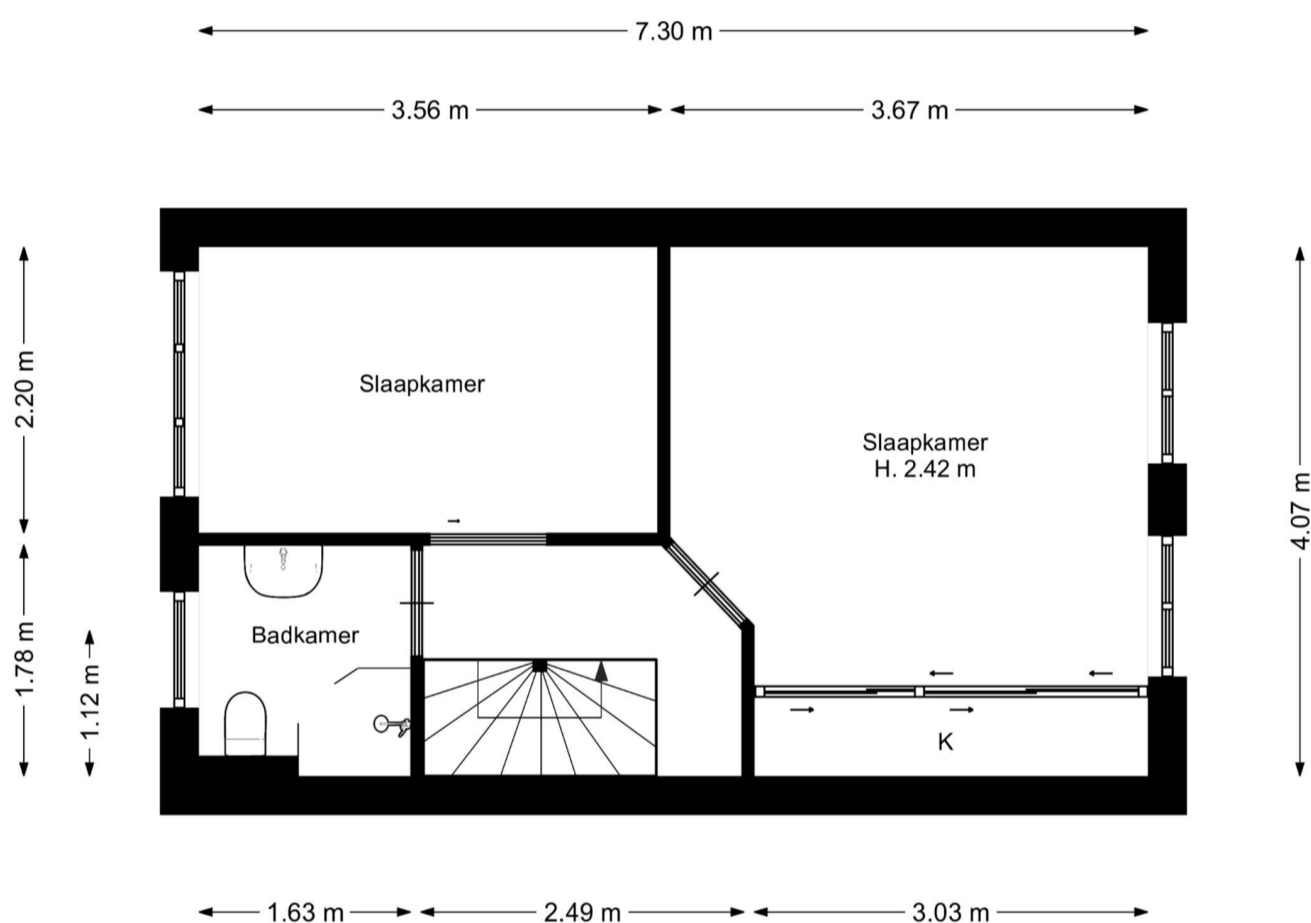 7.30 m
3.56 m
3.67 m
2.20 m
Slaapkamer
Slaapkamer
H. 2.42 m
4.07 m
1.78 m
1.12 m
Badkamer
K
1.63 m
2.49 m
3.03 m